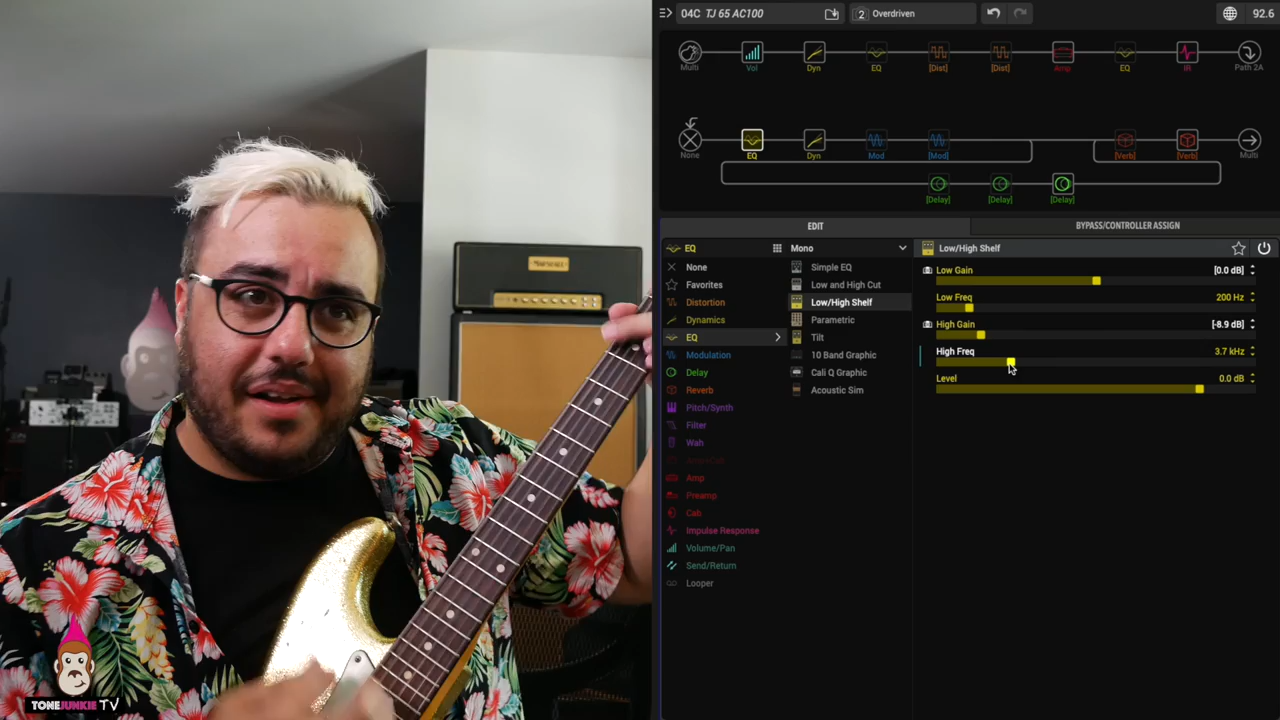 04C TJ 65 AC100
2 Overdriven
92.6
Multi
Vol
Dyn
EQ
[Dist]
[Dist]
Amp
EQ
IR
Path 2A
None
EQ
Dyn
Mod
[Mod]
[Verb]
[Verb]
Multi
[Delay]
[Delay]
[Delay]
EDIT
BYPASS/CONTROLLER ASSIGN
EQ
None
Favorites
Distortion
Dynamics
EQ
Modulation
Delay
Reverb
Pitch/Synth
Filter
Wah
Amp
Preamp
Cab
Impulse Response
Volume/Pan
Send/Return
Looper
Mono
Simple EQ
Low and High Cut
Low/High Shelf
Parametric
Tilt
10 Band Graphic
Cali Q Graphic
Acoustic Sim
Low/High Shelf
Low Gain [0.0 dB]
Low Freq 200 Hz
High Gain [-8.9 dB]
High Freq 3.7 kHz
Level 0.0 dB
Marshall
TONEJUNKIE TV